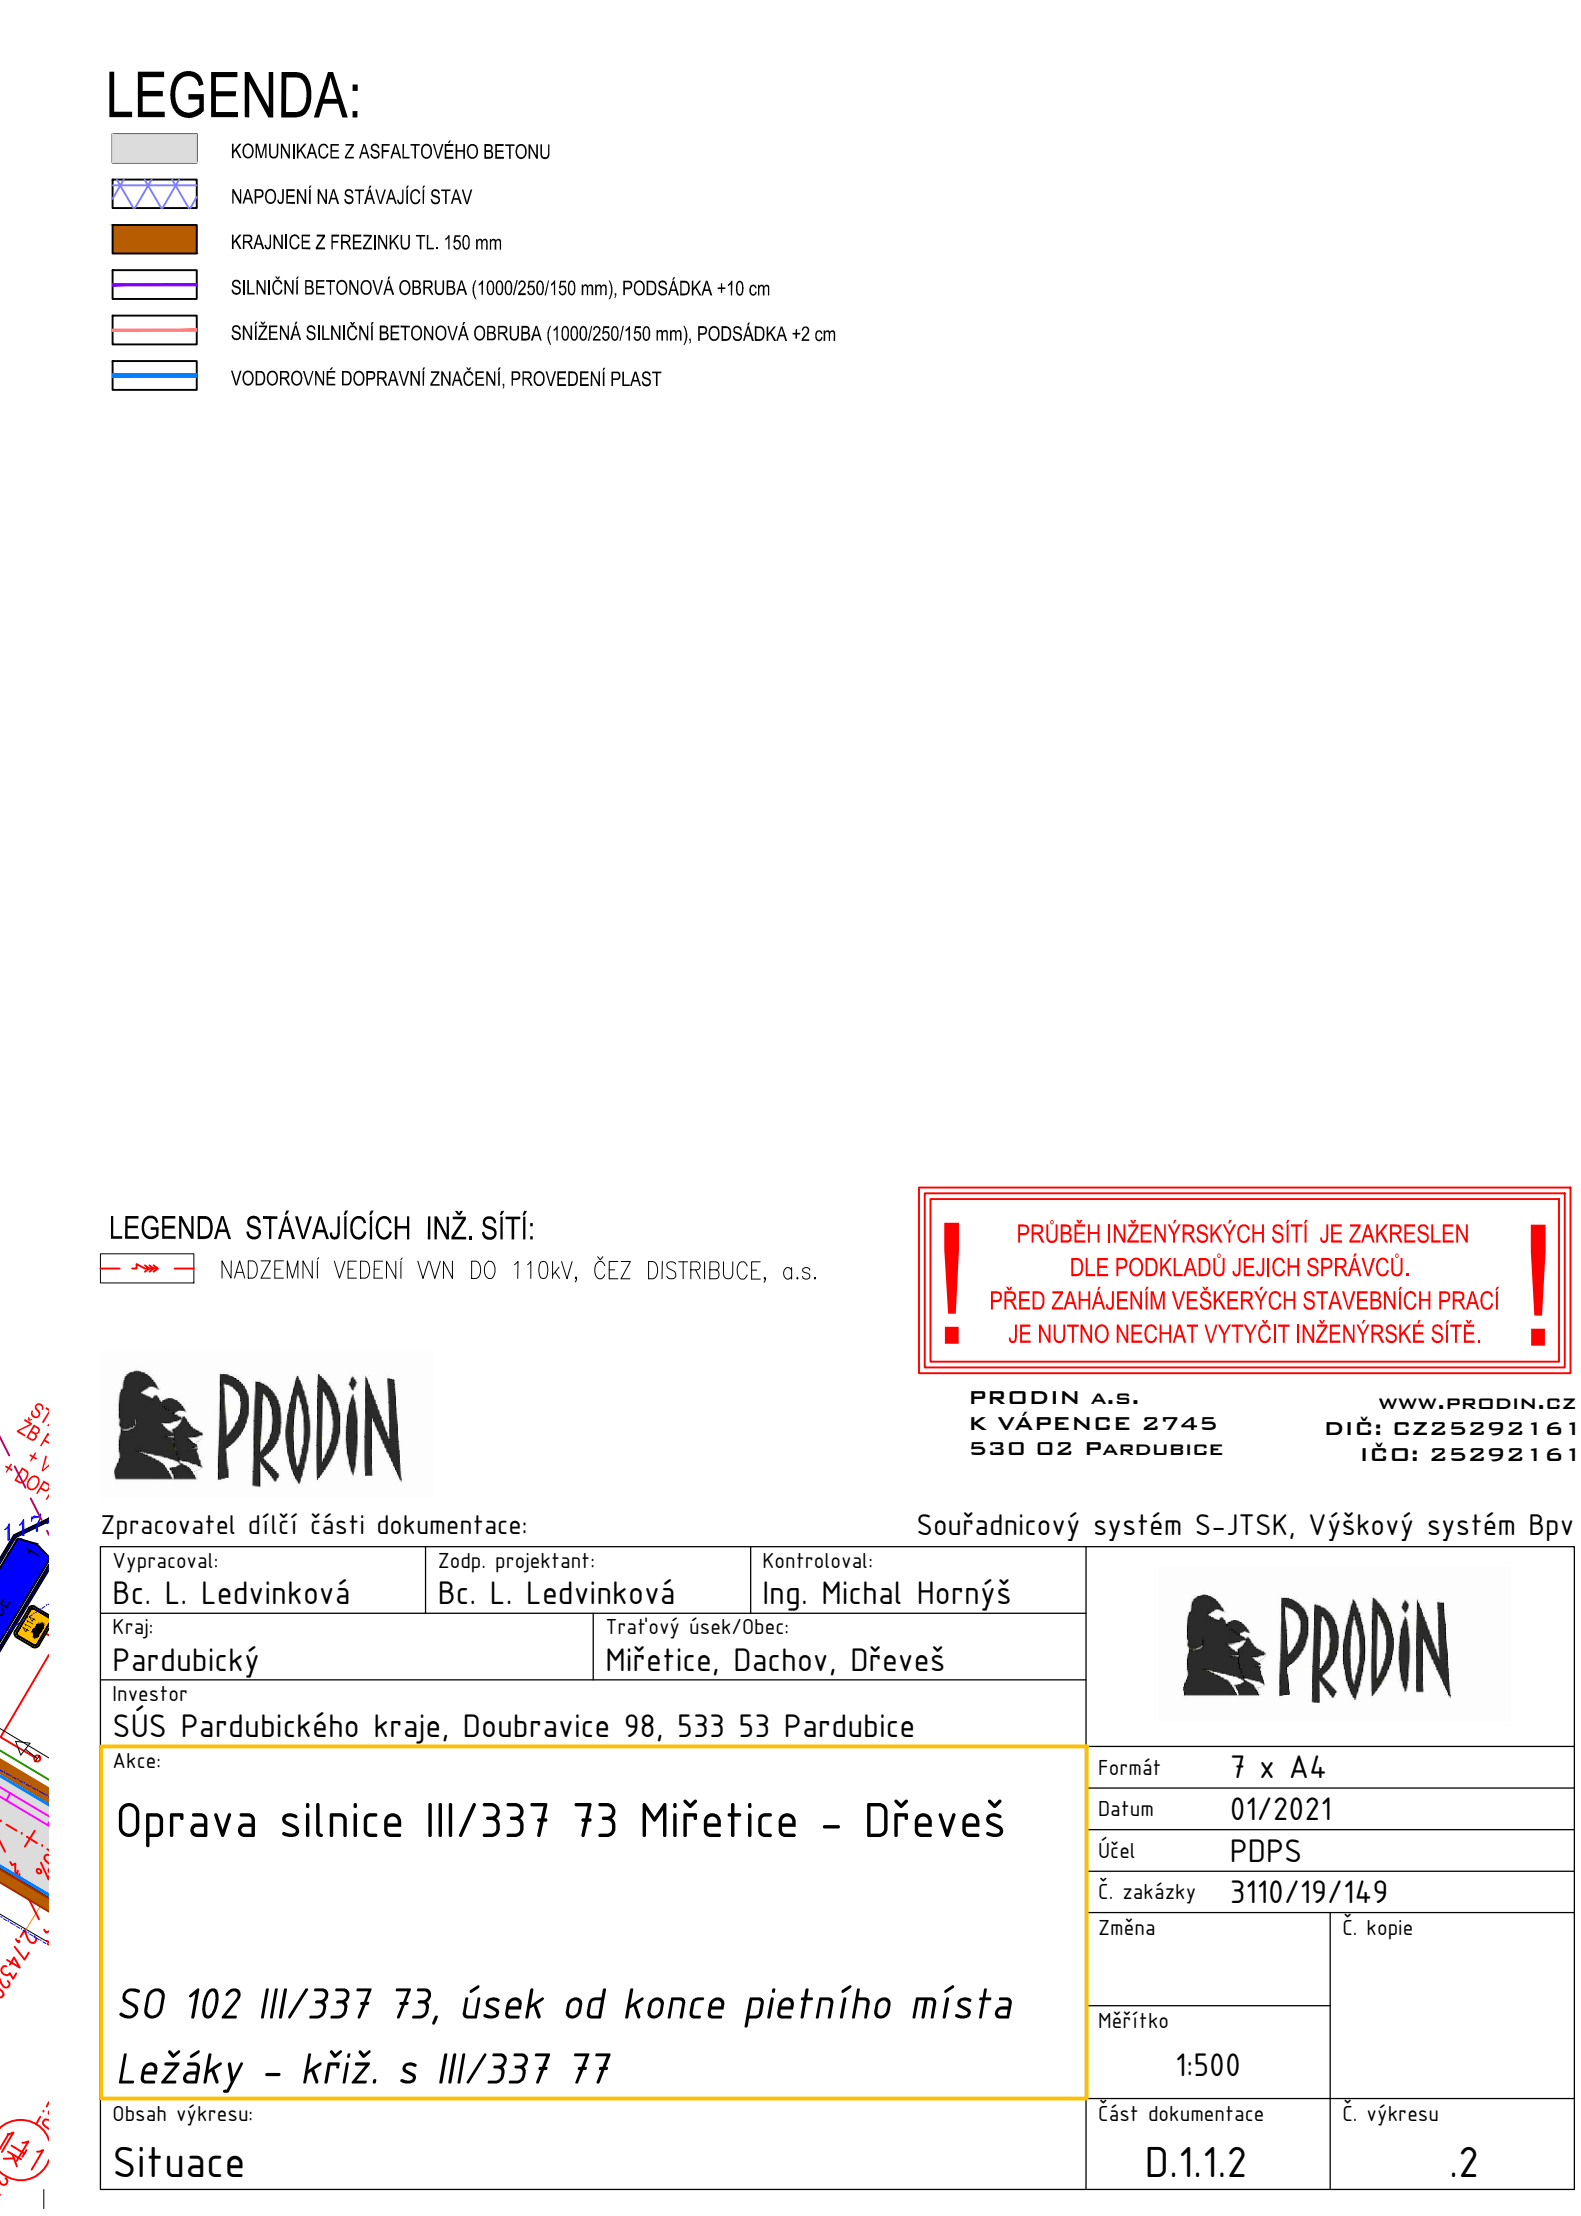 LEGENDA:
KOMUNIKACE Z ASFALTOVÉHO BETONU
NAPOJENÍ NA STÁVAJÍCÍ STAV
KRAJNICE Z FREZINKU TL. 150 mm
SILNIČNÍ BETONOVÁ OBRUBA (1000/250/150 mm), PODSÁDKA +10 cm
SNÍŽENÁ SILNIČNÍ BETONOVÁ OBRUBA (1000/250/150 mm), PODSÁDKA +2 cm
VODOROVNÉ DOPRAVNÍ ZNAČENÍ, PROVEDENÍ PLAST
LEGENDA STÁVAJÍCÍCH INŽ. SÍTÍ:
NADZEMNÍ VEDENÍ VVN DO 110kV, ČEZ DISTRIBUCE, a.s.
! PRŮBĚH INŽENÝRSKÝCH SÍTÍ JE ZAKRESLEN !
DLE PODKLADŮ JEJICH SPRÁVCŮ.
PŘED ZAHÁJENÍM VEŠKERÝCH STAVEBNÍCH PRACÍ
JE NUTNO NECHAT VYTYČIT INŽENÝRSKÉ SÍTĚ.
PRODIN
PRODIN A.S.
K VÁPENCE 2745
530 02 PARDUBICE
WWW.PRODIN.CZ
DIČ: CZ25292161
IČO: 25292161
Zpracovatel dílčí části dokumentace:
Souřadnicový systém S-JTSK, Výškový systém Bpv
Vypracoval:
Bc. L. Ledvinková
Zodp. projektant:
Bc. L. Ledvinková
Kontroloval:
Ing. Michal Hornýš
PRODIN
Kraj:
Pardubický
Traťový úsek/Obec:
Miřetice, Dachov, Dřeveš
Investor
SÚS Pardubického kraje, Doubravice 98, 533 53 Pardubice
Akce:
Oprava silnice III/337 73 Miřetice - Dřeveš
SO 102 III/337 73, úsek od konce pietního místa
Ležáky - křiž. s III/337 77
Formát 7 x A4
Datum 01/2021
Účel PDPS
Č. zakázky 3110/19/149
Změna
Č. kopie
Měřítko
1:500
Obsah výkresu:
Situace
Část dokumentace
D.1.1.2
Č. výkresu
.2